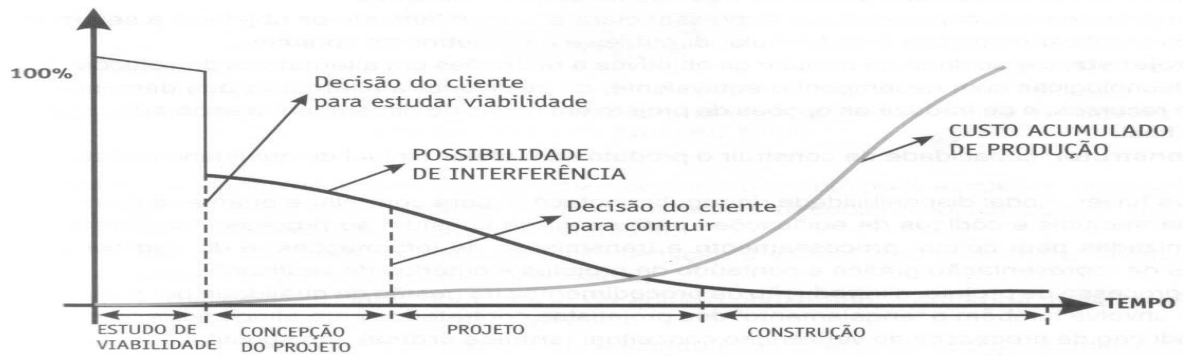 100%
Decisão do cliente
para estudar viabilidade
POSSIBILIDADE
DE INTERFERÊNCIA
CUSTO ACUMULADO
DE PRODUÇÃO
Decisão do cliente
para contruir
TEMPO
ESTUDO DE
VIABILIDADE
CONCEPÇÃO
DO PROJETO
PROJETO
CONSTRUÇÃO